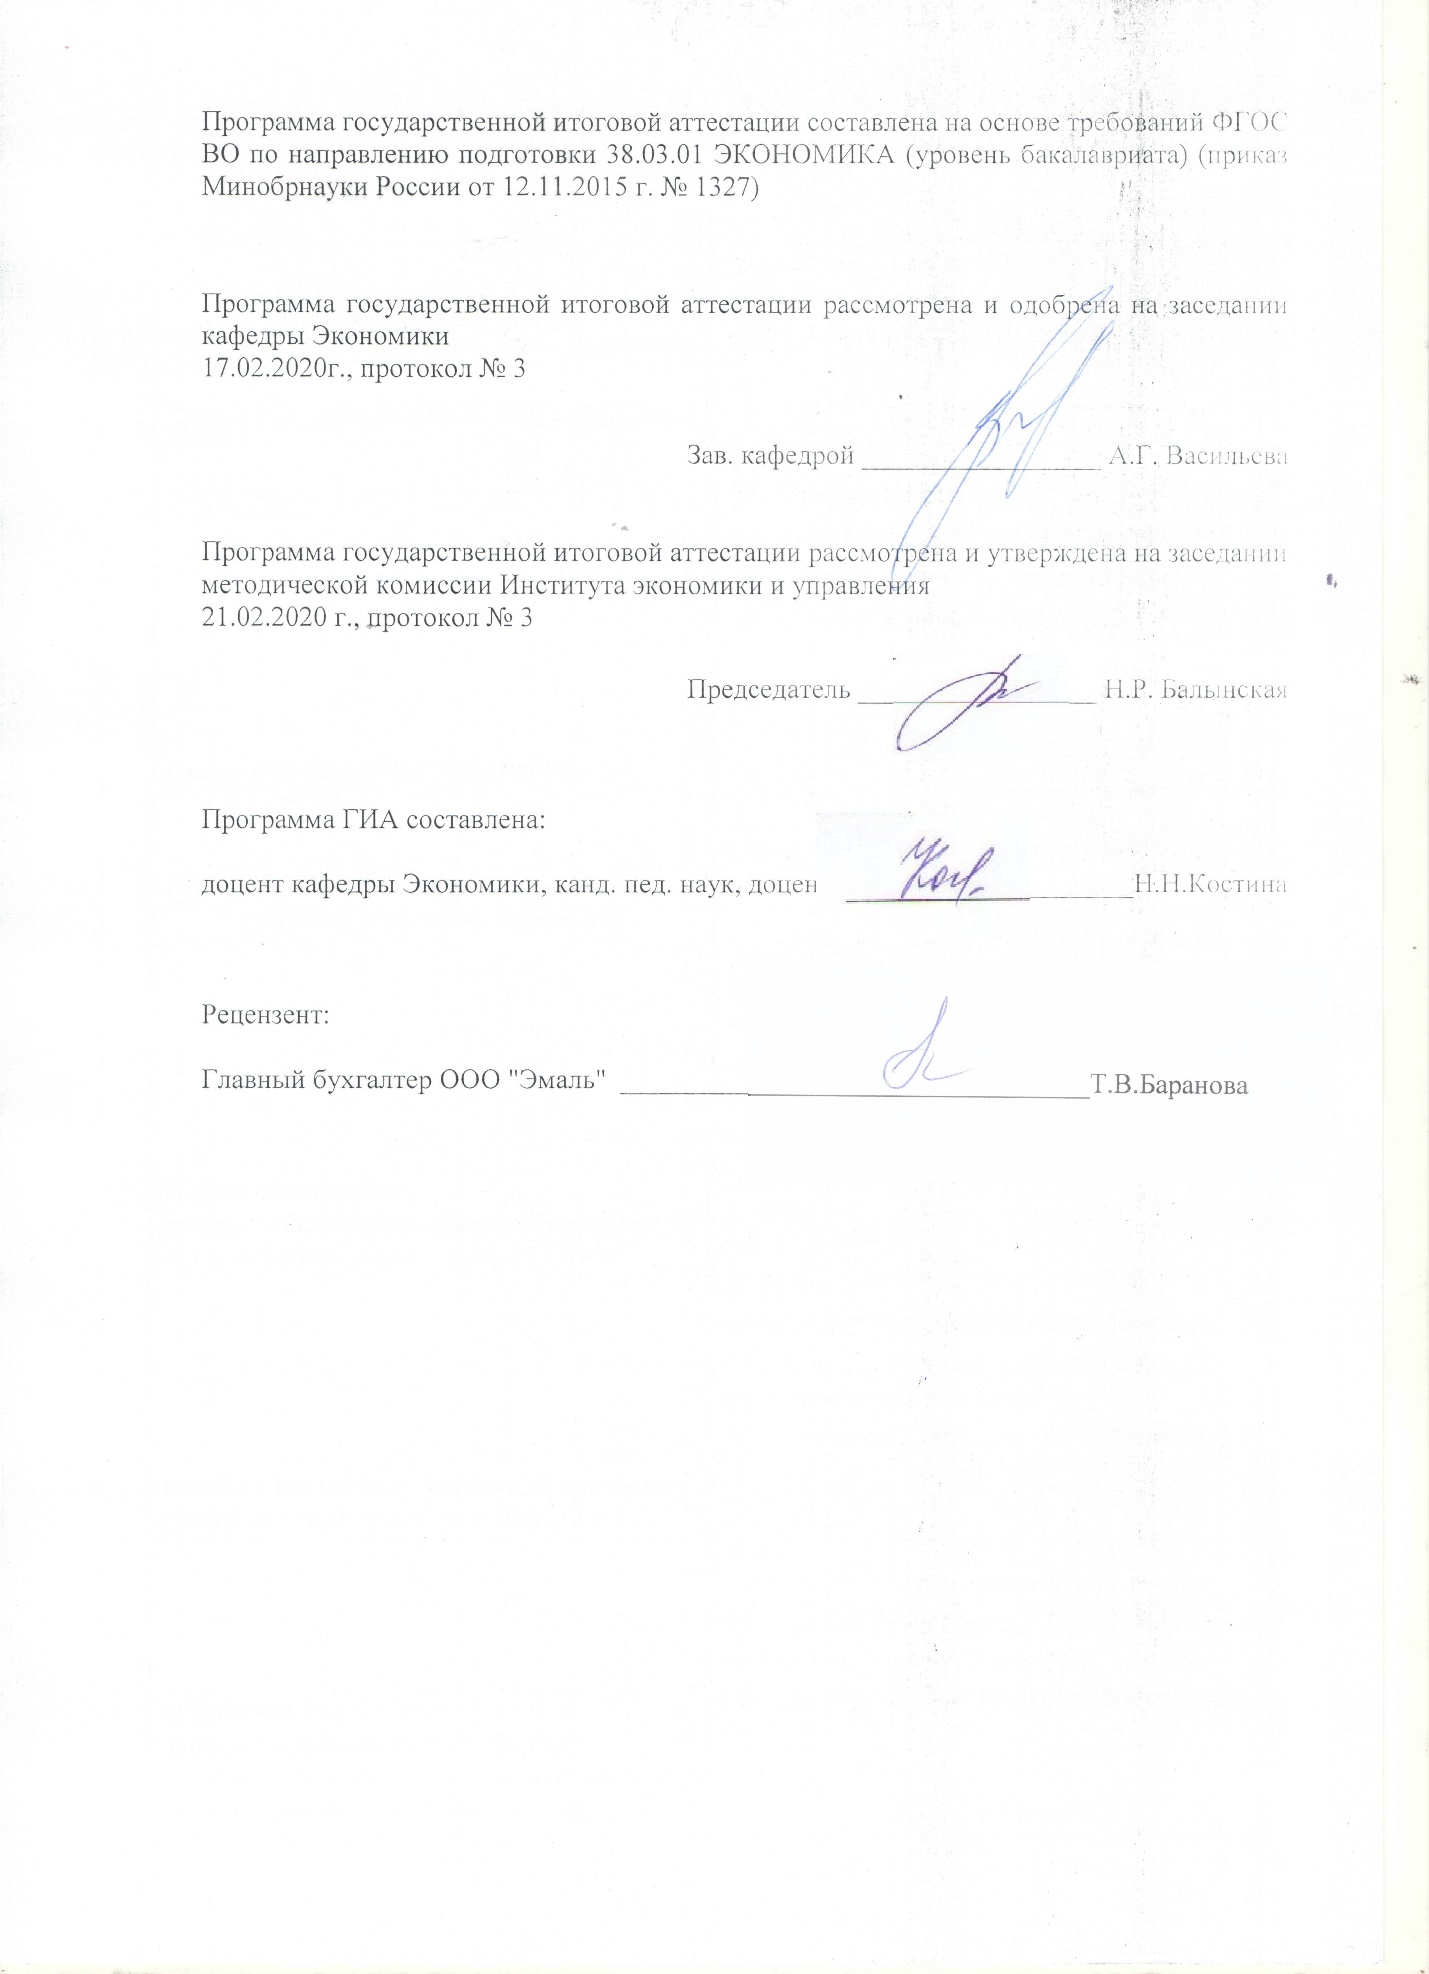 Программа государственной итоговой аттестации составлена на основе требований ФГОС
ВО по направлению подготовки 38.03.01 ЭКОНОМИКА (уровень бакалавриата) (приказ
Минобрнауки России от 12.11.2015 г. № 1327)
Программа государственной итоговой аттестации рассмотрена и одобрена на заседании
кафедры Экономики
17.02.2020г., протокол № 3
Зав. кафедрой _________________ А.Г. Васильева
Программа государственной итоговой аттестации рассмотрена и утверждена на заседании
методической комиссии Института экономики и управления
21.02.2020 г., протокол № 3
Председатель _________________ Н.Р. Балынская
Программа ГИА составлена:
доцент кафедры Экономики, канд. пед. наук, доцен ____________________Н.Н.Костина
Рецензент:
Главный бухгалтер ООО "Эмаль" _________________________________Т.В.Баранова